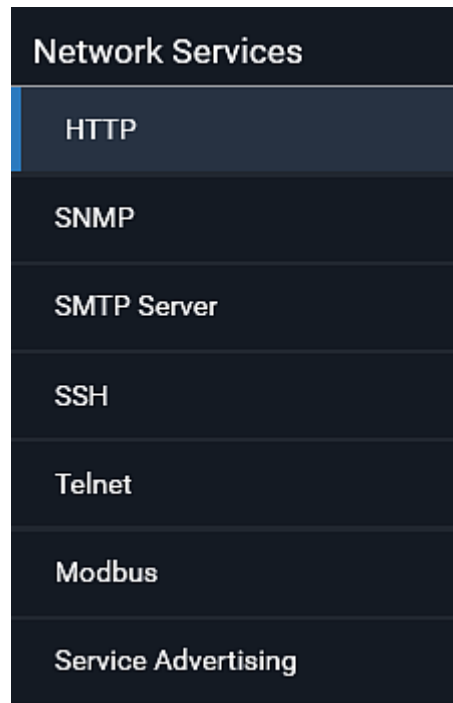 Network Services
HTTP
SNMP
SMTP Server
SSH
Telnet
Modbus
Service Advertising